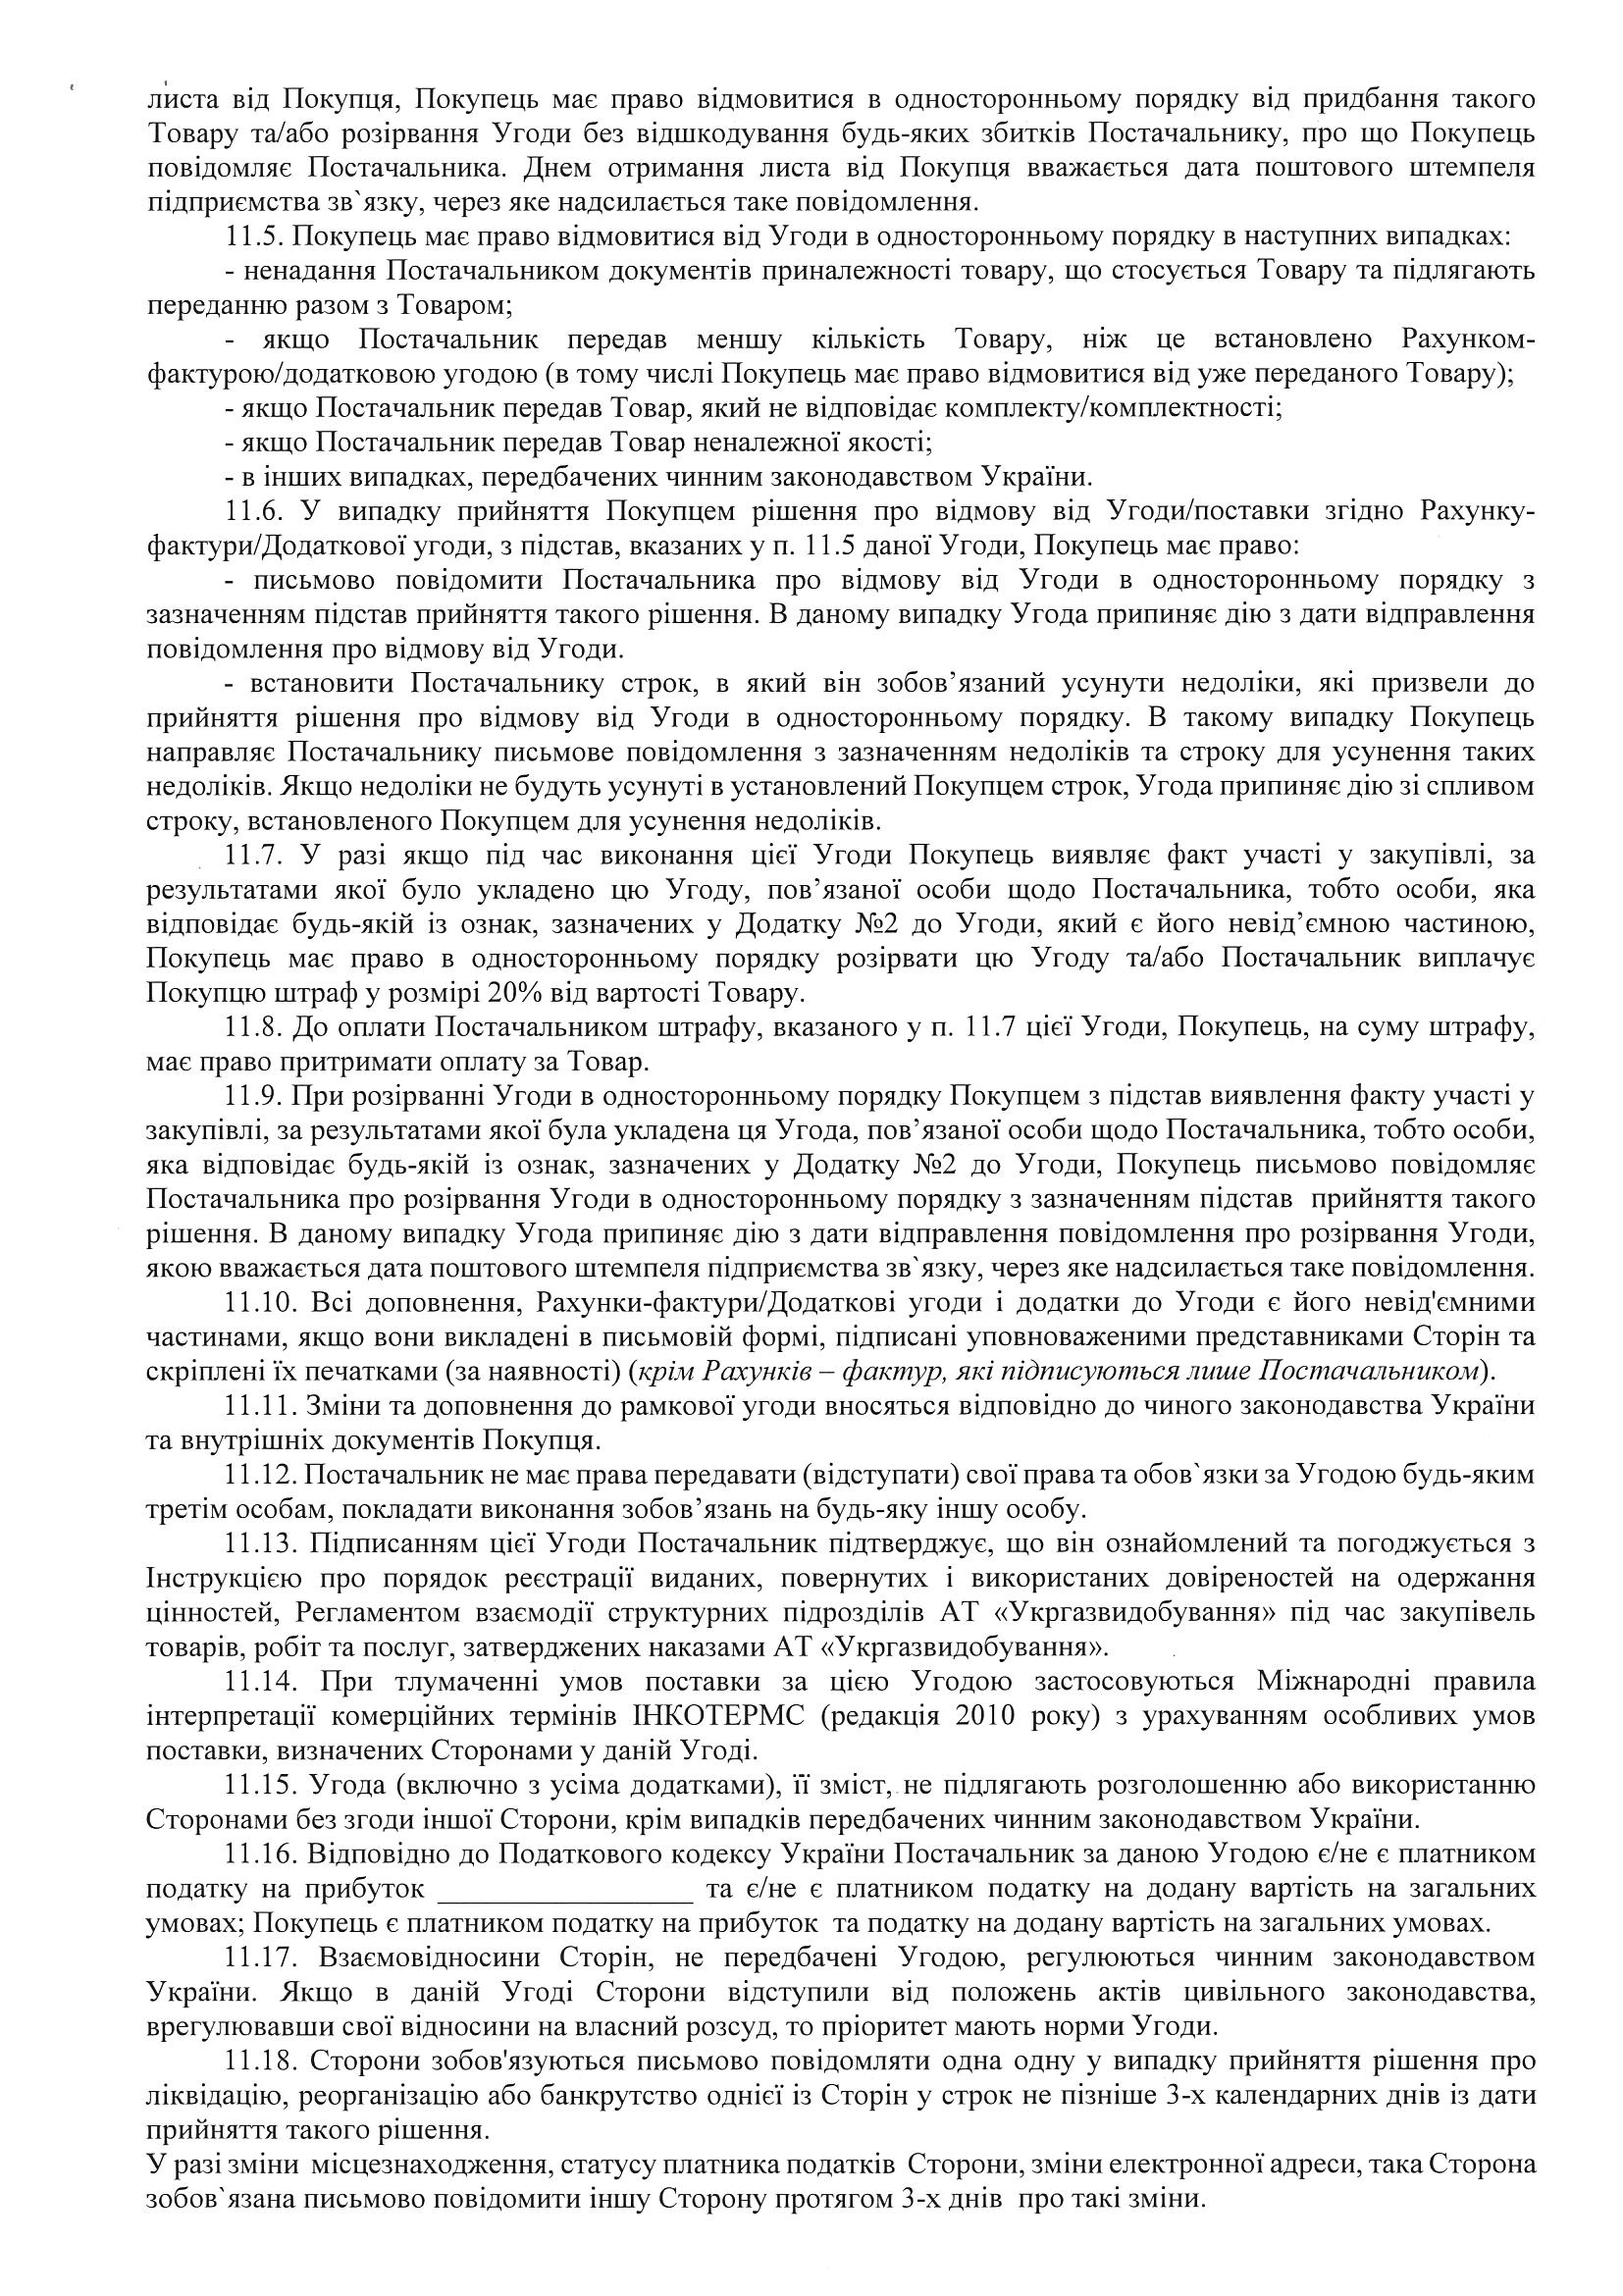 листа від Покупця, Покупець має право відмовитися в односторонньому порядку від придбання такого
Товару та/або розірвання Угоди без відшкодування будь-яких збитків Постачальнику, про що Покупець
повідомляє Постачальника. Днем отримання листа від Покупця вважається дата поштового штемпеля
підприємства зв`язку, через яке надсилається таке повідомлення.
11.5. Покупець має право відмовитися від Угоди в односторонньому порядку в наступних випадках:
- ненадання Постачальником документів приналежності товару, що стосується Товару та підлягають
переданню разом з Товаром;
- якщо Постачальник передав меншу кількість Товару, ніж це встановлено Рахунком-
фактурою/додатковою угодою (в тому числі Покупець має право відмовитися від уже переданого Товару);
- якщо Постачальник передав Товар, який не відповідає комплекту/комплектності;
- якщо Постачальник передав Товар неналежної якості;
- в інших випадках, передбачених чинним законодавством України.
11.6. У випадку прийняття Покупцем рішення про відмову від Угоди/поставки згідно Рахунку-
фактури/Додаткової угоди, з підстав, вказаних у п. 11.5 даної Угоди, Покупець має право:
- письмово повідомити Постачальника про відмову від Угоди в односторонньому порядку з
зазначенням підстав прийняття такого рішення. В даному випадку Угода припиняє дію з дати відправлення
повідомлення про відмову від Угоди.
- встановити Постачальнику строк, в який він зобов’язаний усунути недоліки, які призвели до
прийняття рішення про відмову від Угоди в односторонньому порядку. В такому випадку Покупець
направляє Постачальнику письмове повідомлення з зазначенням недоліків та строку для усунення таких
недоліків. Якщо недоліки не будуть усунуті в установлений Покупцем строк, Угода припиняє дію зі спливом
строку, встановленого Покупцем для усунення недоліків.
11.7. У разі якщо під час виконання цієї Угоди Покупець виявляє факт участі у закупівлі, за
результатами якої було укладено цю Угоду, пов’язаної особи щодо Постачальника, тобто особи, яка
відповідає будь-якій із ознак, зазначених у Додатку №2 до Угоди, який є його невід’ємною частиною,
Покупець має право в односторонньому порядку розірвати цю Угоду та/або Постачальник виплачує
Покупцю штраф у розмірі 20% від вартості Товару.
11.8. До оплати Постачальником штрафу, вказаного у п. 11.7 цієї Угоди, Покупець, на суму штрафу,
має право притримати оплату за Товар.
11.9. При розірванні Угоди в односторонньому порядку Покупцем з підстав виявлення факту участі у
закупівлі, за результатами якої була укладена ця Угода, пов’язаної особи щодо Постачальника, тобто особи,
яка відповідає будь-якій із ознак, зазначених у Додатку №2 до Угоди, Покупець письмово повідомляє
Постачальника про розірвання Угоди в односторонньому порядку з зазначенням підстав прийняття такого
рішення. В даному випадку Угода припиняє дію з дати відправлення повідомлення про розірвання Угоди,
якою вважається дата поштового штемпеля підприємства зв`язку, через яке надсилається таке повідомлення.
11.10. Всі доповнення, Рахунки-фактури/Додаткові угоди і додатки до Угоди є його невід'ємними
частинами, якщо вони викладені в письмовій формі, підписані уповноваженими представниками Сторін та
скріплені їх печатками (за наявності) (крім Рахунків – фактур, які підписуються лише Постачальником).
11.11. Зміни та доповнення до рамкової угоди вносяться відповідно до чиного законодавства України
та внутрішніх документів Покупця.
11.12. Постачальник не має права передавати (відступати) свої права та обов`язки за Угодою будь-яким
третім особам, покладати виконання зобов’язань на будь-яку іншу особу.
11.13. Підписанням цієї Угоди Постачальник підтверджує, що він ознайомлений та погоджується з
Інструкцією про порядок реєстрації виданих, повернутих і використаних довіреностей на одержання
цінностей, Регламентом взаємодії структурних підрозділів АТ «Укргазвидобування» під час закупівель
товарів, робіт та послуг, затверджених наказами АТ «Укргазвидобування».
11.14. При тлумаченні умов поставки за цією Угодою застосовуються Міжнародні правила
інтерпретації комерційних термінів ІНКОТЕРМС (редакція 2010 року) з урахуванням особливих умов
поставки, визначених Сторонами у даній Угоді.
11.15. Угода (включно з усіма додатками), її зміст, не підлягають розголошенню або використанню
Сторонами без згоди іншої Сторони, крім випадків передбачених чинним законодавством України.
11.16. Відповідно до Податкового кодексу України Постачальник за даною Угодою є/не є платником
податку на прибуток _________________ та є/не є платником податку на додану вартість на загальних
умовах; Покупець є платником податку на прибуток та податку на додану вартість на загальних умовах.
11.17. Взаємовідносини Сторін, не передбачені Угодою, регулюються чинним законодавством
України. Якщо в даній Угоді Сторони відступили від положень актів цивільного законодавства,
врегулювавши свої відносини на власний розсуд, то пріоритет мають норми Угоди.
11.18. Сторони зобов'язуються письмово повідомляти одна одну у випадку прийняття рішення про
ліквідацію, реорганізацію або банкрутство однієї із Сторін у строк не пізніше 3-х календарних днів із дати
прийняття такого рішення.
У разі зміни місцезнаходження, статусу платника податків Сторони, зміни електронної адреси, така Сторона
зобов`язана письмово повідомити іншу Сторону протягом 3-х днів про такі зміни.